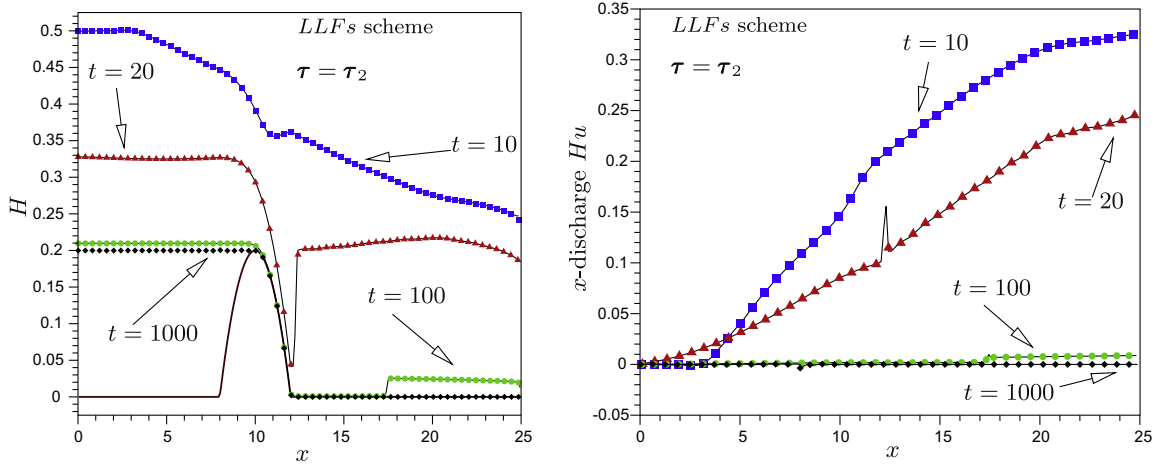 LLFs scheme
τ = τ₂
t = 20
t = 10
t = 100
t = 1000
H
0.5
0.45
0.4
0.35
0.3
0.25
0.2
0.15
0.1
0.05
0
0
5
10
15
20
25
x
LLFs scheme
τ = τ₂
t = 10
t = 20
t = 100
t = 1000
x-discharge Hu
0.35
0.3
0.25
0.2
0.15
0.1
0.05
0
-0.05
0
5
10
15
20
25
x